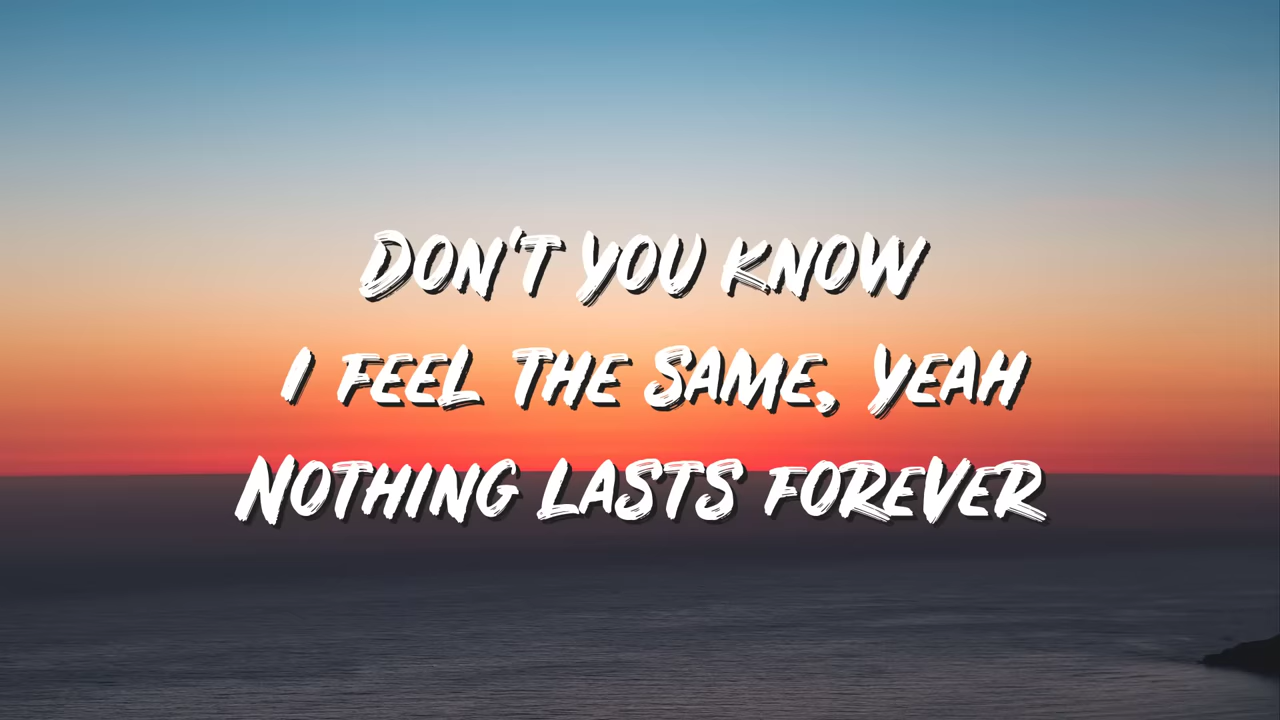 DON'T YOU KNOW
I FEEL THE SAME, YEAH
NOTHING LASTS FOREVER